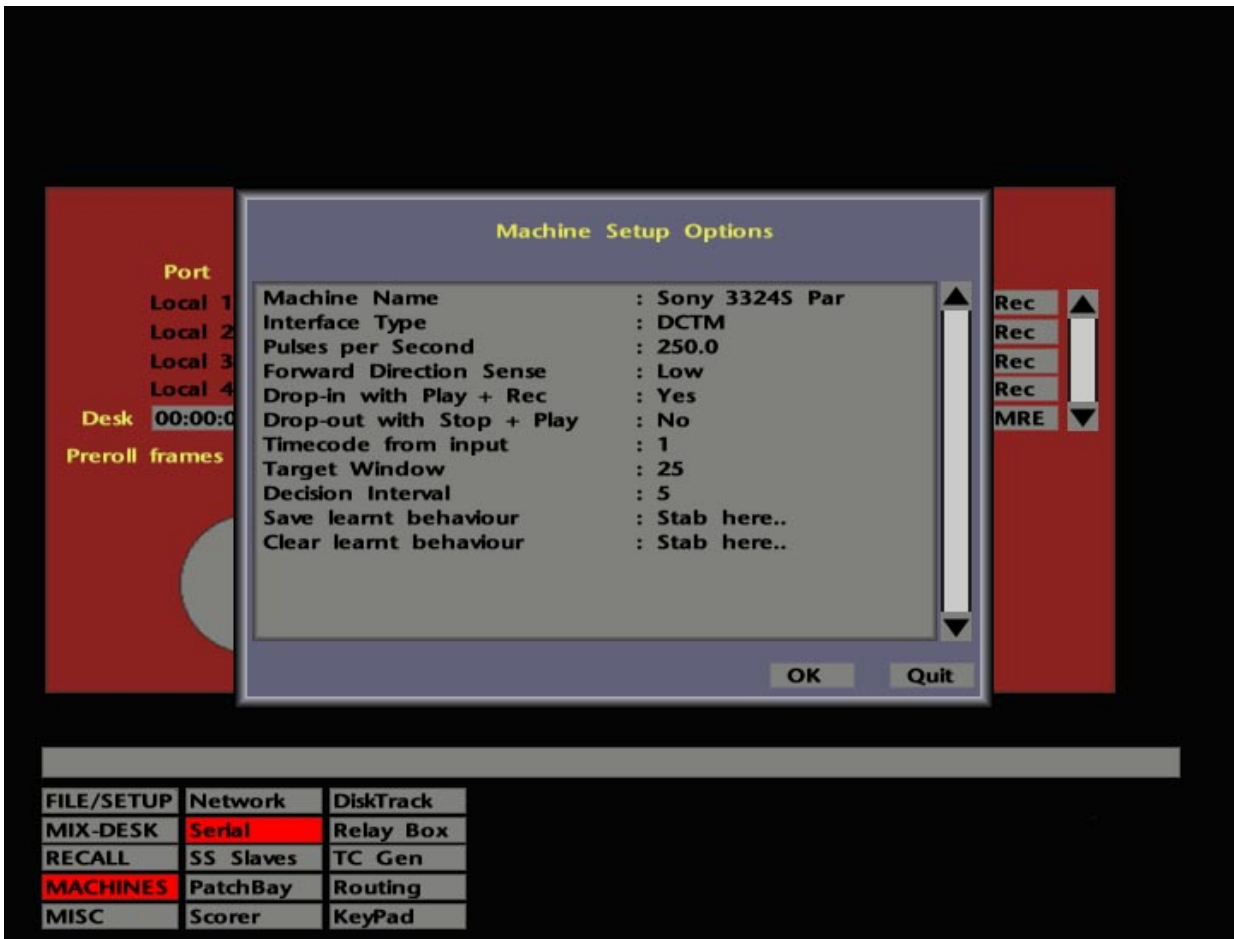 Machine Setup Options
Port
Local 1
Local 2
Local 3
Local 4
Desk 00:00:0
Preroll frames
Machine Name : Sony 3324S Par
Interface Type : DCTM
Pulses per Second : 250.0
Forward Direction Sense : Low
Drop-in with Play + Rec : Yes
Drop-out with Stop + Play : No
Timecode from input : 1
Target Window : 25
Decision Interval : 5
Save learnt behaviour : Stab here..
Clear learnt behaviour : Stab here..
Rec
Rec
Rec
Rec
MRE
OK Quit
FILE/SETUP Network DiskTrack
MIX-DESK Serial Relay Box
RECALL SS Slaves TC Gen
MACHINES PatchBay Routing
MISC Scorer KeyPad